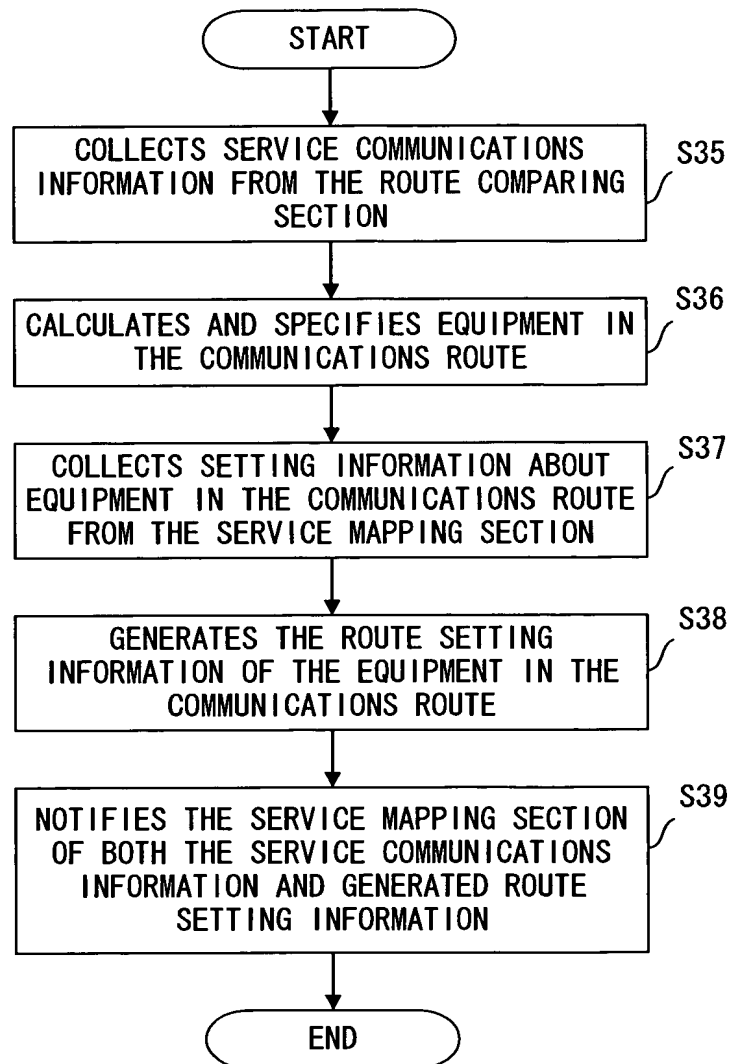 START
COLLECTS SERVICE COMMUNICATIONS
INFORMATION FROM THE ROUTE COMPARING
SECTION
S35
CALCULATES AND SPECIFIES EQUIPMENT IN
THE COMMUNICATIONS ROUTE
S36
COLLECTS SETTING INFORMATION ABOUT
EQUIPMENT IN THE COMMUNICATIONS ROUTE
FROM THE SERVICE MAPPING SECTION
S37
GENERATES THE ROUTE SETTING
INFORMATION OF THE EQUIPMENT IN THE
COMMUNICATIONS ROUTE
S38
NOTIFIES THE SERVICE MAPPING SECTION
OF BOTH THE SERVICE COMMUNICATIONS
INFORMATION AND GENERATED ROUTE
SETTING INFORMATION
S39
END